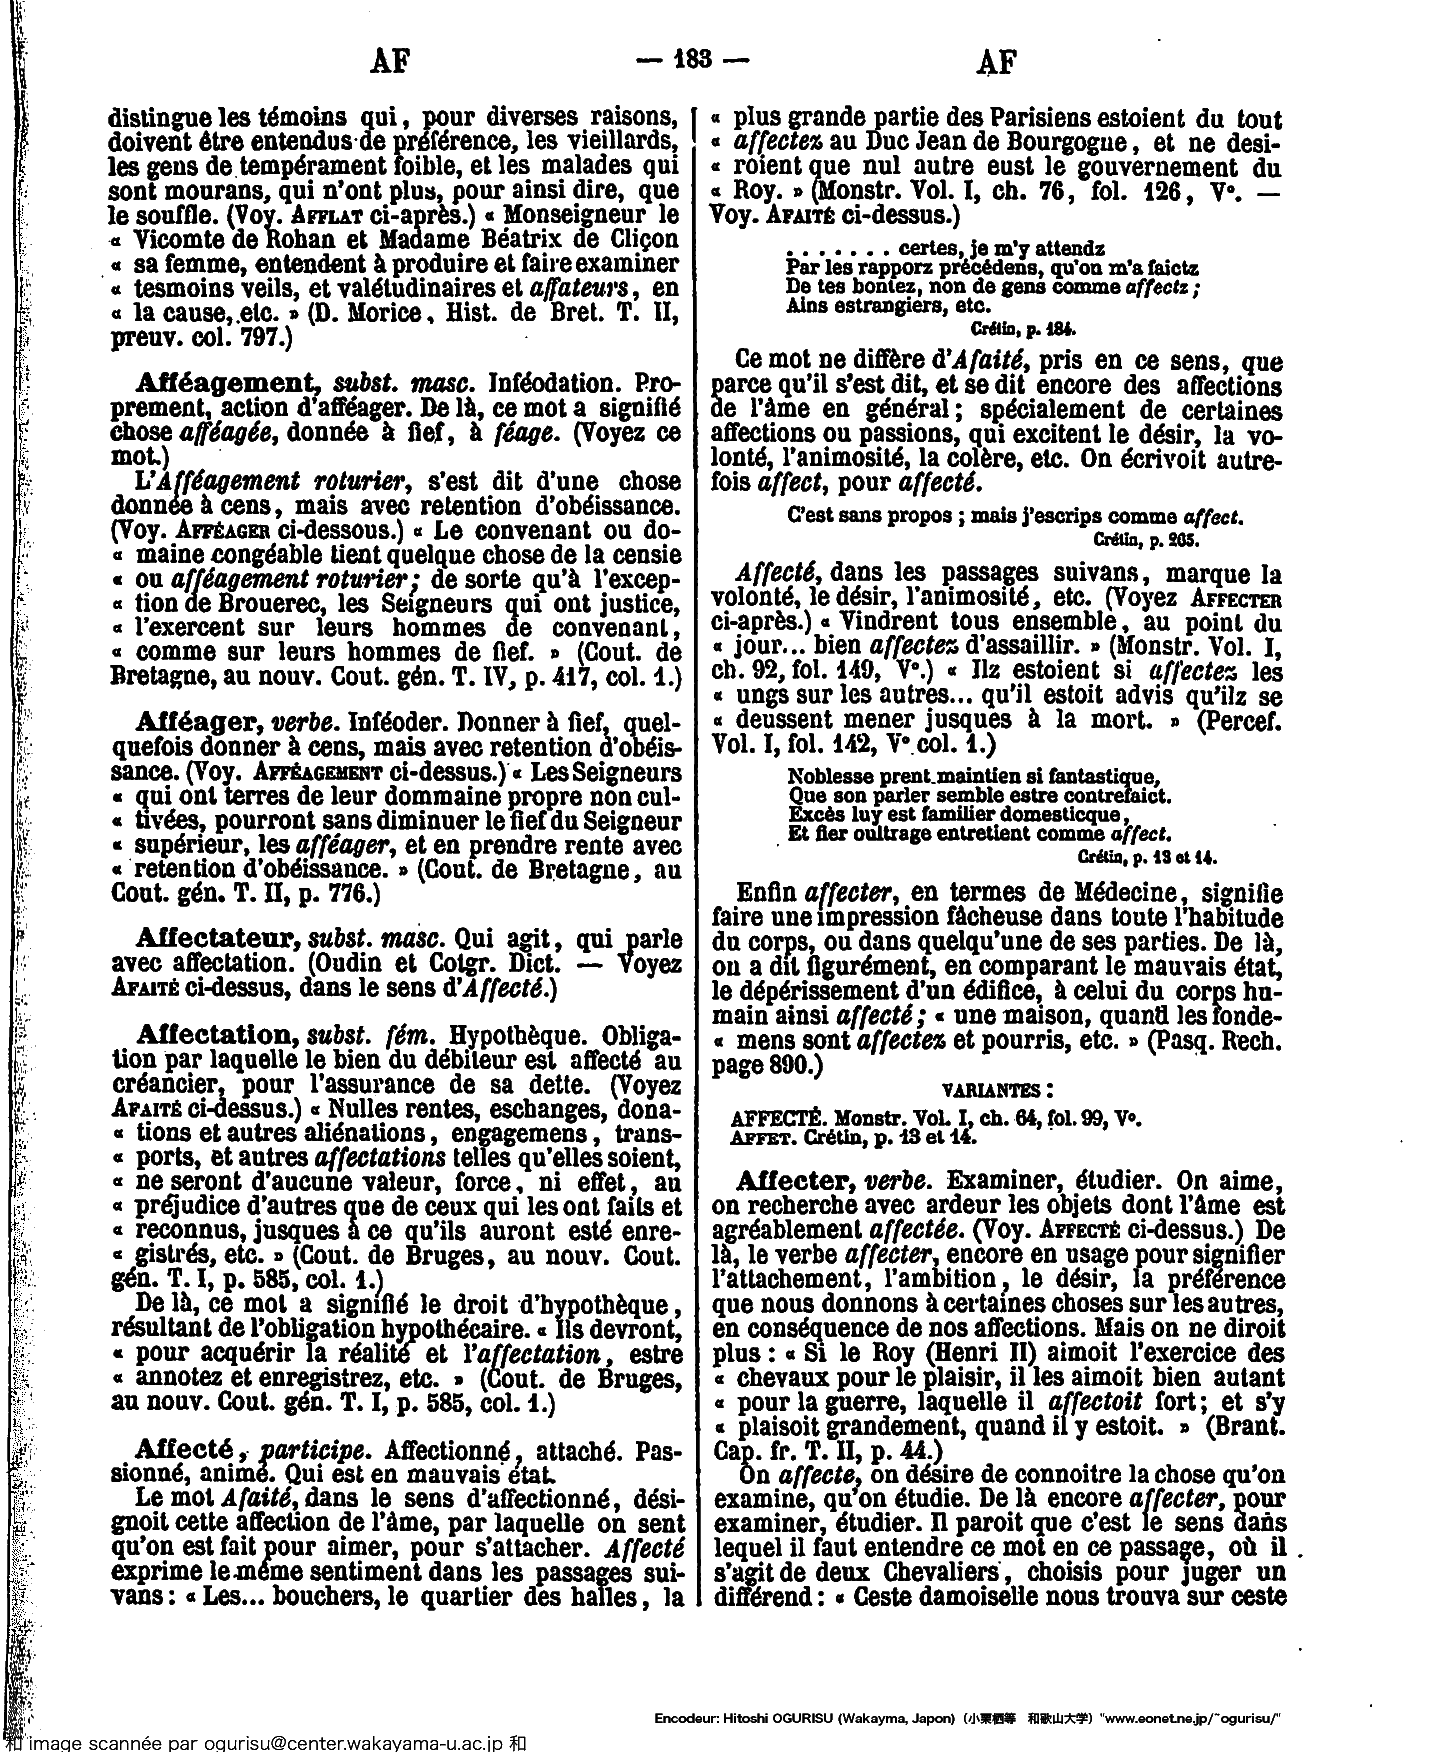 AF — 183 — AF
distingue les témoins qui, pour diverses raisons,
doivent être entendus de préférence, les vieillards,
les gens de tempérament foible, et les malades qui
sont mourans, qui n'ont plus, pour ainsi dire, que
le souffle. (Voy. AFFLAT ci-après.) « Monseigneur le
« Vicomte de Rohan et Madame Béatrix de Cliçon
« sa femme, entendent à produire et faire examiner
« tesmoins veils, et valétudinaires et affateurs, en
« la cause, etc. » (D. Morice, Hist. de Bret. T. II,
preuv. col. 797.)
Afféagement, subst. masc. Inféodation. Pro-
prement, action d'afféager. De là, ce mot a signifié
chose afféagée, donnée à fief, à féage. (Voyez ce
mot.)
L'Afféagement roturier, s'est dit d'une chose
donnée à cens, mais avec retention d'obéissance.
(Voy. AFFÉAGER ci-dessous.) « Le convenant ou do-
« maine congéable tient quelque chose de la censie
« ou afféagement roturier; de sorte qu'à l'excep-
« tion de Brouerec, les Seigneurs qui ont justice,
« l'exercent sur leurs hommes de convenant,
« comme sur leurs hommes de fief. » (Cout. de
Bretagne, au nouv. Cout. gén. T. IV, p. 417, col. 1.)
Afféager, verbe. Inféoder. Donner à fief, quel-
quefois donner à cens, mais avec retention d'obéis-
sance. (Voy. AFFÉAGEMENT ci-dessus.) « Les Seigneurs
« qui ont terres de leur dommaine propre non cul-
« tivées, pourront sans diminuer le fief du Seigneur
« supérieur, les afféager, et en prendre rente avec
« retention d'obéissance. » (Cout. de Bretagne, au
Cout. gén. T. II, p. 776.)
Affectateur, subst. masc. Qui agit, qui parle
avec affectation. (Oudin et Cotgr. Dict. — Voyez
AFAITÉ ci-dessus, dans le sens d'Affecté.)
Affectation, subst. fém. Hypothèque. Obliga-
tion par laquelle le bien du débiteur est affecté au
créancier, pour l'assurance de sa dette. (Voyez
AFAITÉ ci-dessus.) « Nulles rentes, eschanges, dona-
« tions et autres aliénations, engagemens, trans-
« ports, et autres affectations telles qu'elles soient,
« ne seront d'aucune valeur, force, ni effet, au
« préjudice d'autres que de ceux qui les ont faits et
« reconnus, jusques à ce qu'ils auront esté enre-
« gistrés, etc. » (Cout. de Bruges, au nouv. Cout.
gén. T. I, p. 585, col. 1.)
De là, ce mot a signifié le droit d'hypothèque,
résultant de l'obligation hypothécaire. « Ils devront,
« pour acquérir la réalité et l'affectation, estre
« annotez et enregistrez, etc. » (Cout. de Bruges,
au nouv. Cout. gén. T. I, p. 585, col. 1.)
Affecté, participe. Affectionné, attaché. Pas-
sionné, animé. Qui est en mauvais état.
Le mot Afaité, dans le sens d'affectionné, dési-
gnoit cette affection de l'âme, par laquelle on sent
qu'on est fait pour aimer, pour s'attacher. Affecté
exprime le même sentiment dans les passages sui-
vans : « Les... bouchers, le quartier des halles, la
« plus grande partie des Parisiens estoient du tout
« affectez au Duc Jean de Bourgogne, et ne desi-
« roient que nul autre eust le gouvernement du
« Roy. » (Monstr. Vol. I, ch. 76, fol. 126, V°. —
Voy. AFAITÉ ci-dessus.)
. . . . . . . certes, je m'y attendz
Par les rapporz précédens, qu'on m'a faictz
De tes bontez, non de gens comme affectz;
Ains estrangiers, etc.
Crétin, p. 184.
Ce mot ne diffère d'Afaité, pris en ce sens, que
parce qu'il s'est dit, et se dit encore des affections
de l'âme en général; spécialement de certaines
affections ou passions, qui excitent le désir, la vo-
lonté, l'animosité, la colère, etc. On écrivoit autre-
fois affect, pour affecté.
C'est sans propos; mais j'escrips comme affect.
Crétin, p. 205.
Affecté, dans les passages suivans, marque la
volonté, le désir, l'animosité, etc. (Voyez AFFECTER
ci-après.) « Vindrent tous ensemble, au point du
« jour... bien affectez d'assaillir. » (Monstr. Vol. I,
ch. 92, fol. 149, V°.) « Ilz estoient si affectez les
« ungs sur les autres... qu'il estoit advis qu'ilz se
« deussent mener jusques à la mort. » (Percef.
Vol. I, fol. 142, V° col. 1.)
Noblesse prent maintien si fantastique,
Que son parler semble estre contrefaict.
Excès luy est familier domesticque,
Et fier oultrage entretient comme affect.
Crétin, p. 13 et 14.
Enfin affecter, en termes de Médecine, signifie
faire une impression fâcheuse dans toute l'habitude
du corps, ou dans quelqu'une de ses parties. De là,
on a dit figurément, en comparant le mauvais état,
le dépérissement d'un édifice, à celui du corps hu-
main ainsi affecté; « une maison, quand les fonde-
« mens sont affectez et pourris, etc. » (Pasq. Rech.
page 890.)
VARIANTES :
AFFECTÉ. Monstr. Vol. I, ch. 64, fol. 99, V°.
AFFET. Crétin, p. 13 et 14.
Affecter, verbe. Examiner, étudier. On aime,
on recherche avec ardeur les objets dont l'âme est
agréablement affectée. (Voy. AFFECTÉ ci-dessus.) De
là, le verbe affecter, encore en usage pour signifier
l'attachement, l'ambition, le désir, la préférence
que nous donnons à certaines choses sur les autres,
en conséquence de nos affections. Mais on ne diroit
plus : « Si le Roy (Henri II) aimoit l'exercice des
« chevaux pour le plaisir, il les aimoit bien autant
« pour la guerre, laquelle il affectoit fort; et s'y
« plaisoit grandement, quand il y estoit. » (Brant.
Cap. fr. T. II, p. 44.)
On affecte, on désire de connoitre la chose qu'on
examine, qu'on étudie. De là encore affecter, pour
examiner, étudier. Il paroit que c'est le sens dans
lequel il faut entendre ce mot en ce passage, où il
s'agit de deux Chevaliers, choisis pour juger un
différend : « Ceste damoiselle nous trouva sur ceste
Encodeur: Hitoshi OGURISU (Wakayma, Japon) (小栗栖等 和歌山大学) "www.eonet.ne.jp/~ogurisu/"
和 image scannée par ogurisu@center.wakayama-u.ac.jp 和